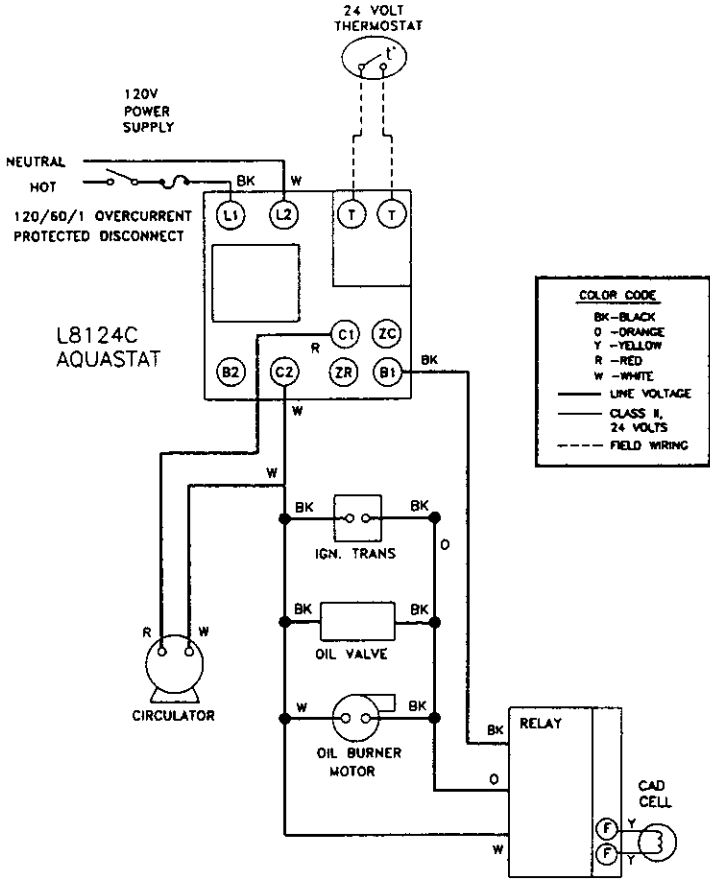 24 VOLT
THERMOSTAT
t°
120V
POWER
SUPPLY
NEUTRAL
HOT
BK
W
120/60/1 OVERCURRENT
PROTECTED DISCONNECT
L1
L2
T
T
L8124C
AQUASTAT
R
C1
ZC
B2
C2
ZR
B1
BK
W
COLOR CODE
BK-BLACK
O -ORANGE
Y -YELLOW
R -RED
W -WHITE
LINE VOLTAGE
CLASS II,
24 VOLTS
FIELD WIRING
W
BK
BK
IGN. TRANS
O
BK
BK
OIL VALVE
R
W
CIRCULATOR
W
BK
OIL BURNER
MOTOR
RELAY
BK
O
W
CAD
CELL
F
Y
F
Y